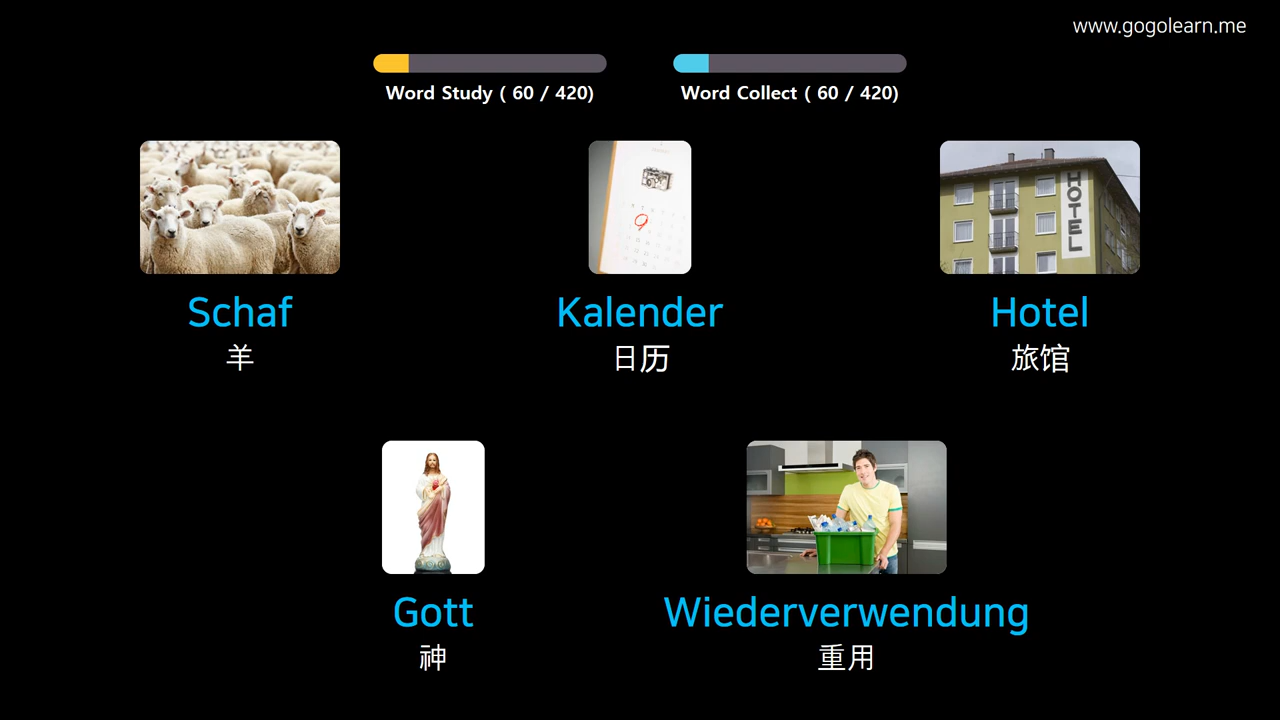 www.gogolearn.me
Word Study ( 60 / 420)
Word Collect ( 60 / 420)
HOTEL
Schaf
羊
Kalender
日历
Hotel
旅馆
Gott
神
Wiederverwendung
重用